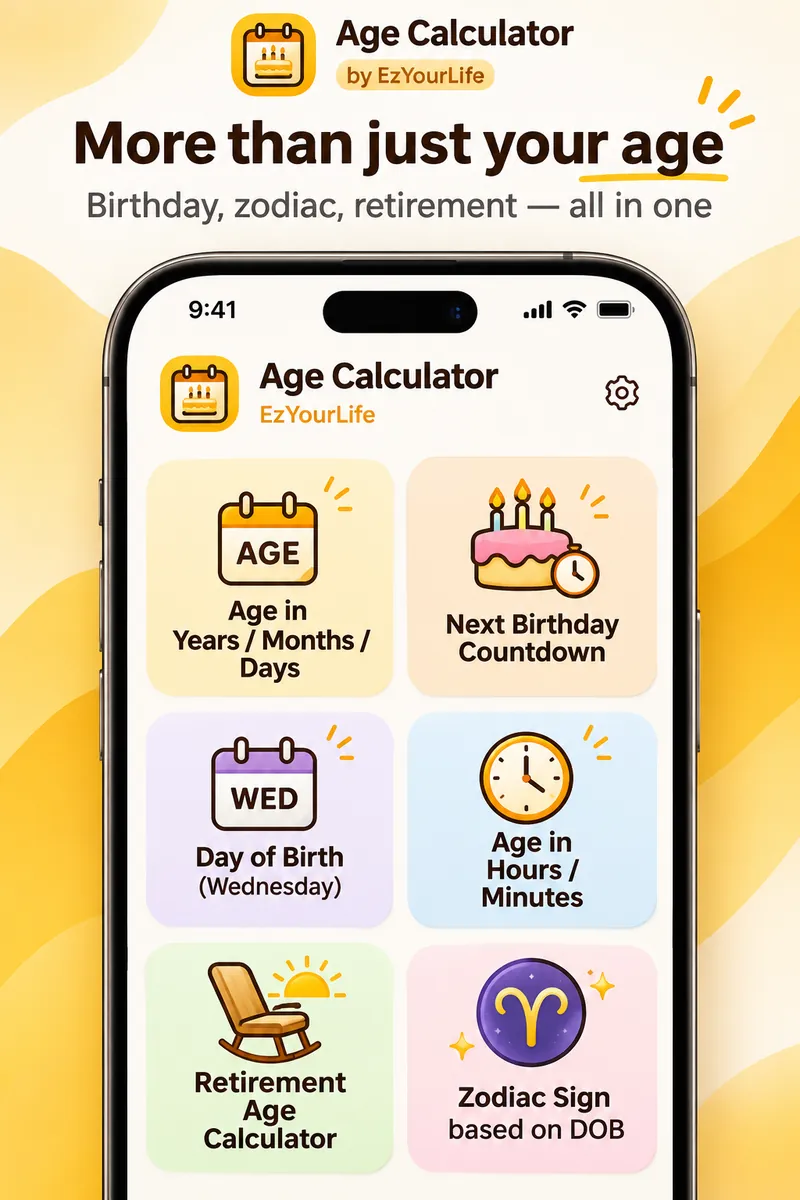 Age Calculator
by EzYourLife
More than just your age
Birthday, zodiac, retirement — all in one
9:41
Age Calculator
EzYourLife
AGE
Age in
Years / Months /
Days
Next Birthday
Countdown
WED
Day of Birth
(Wednesday)
Age in
Hours /
Minutes
Retirement
Age
Calculator
Zodiac Sign
based on DOB